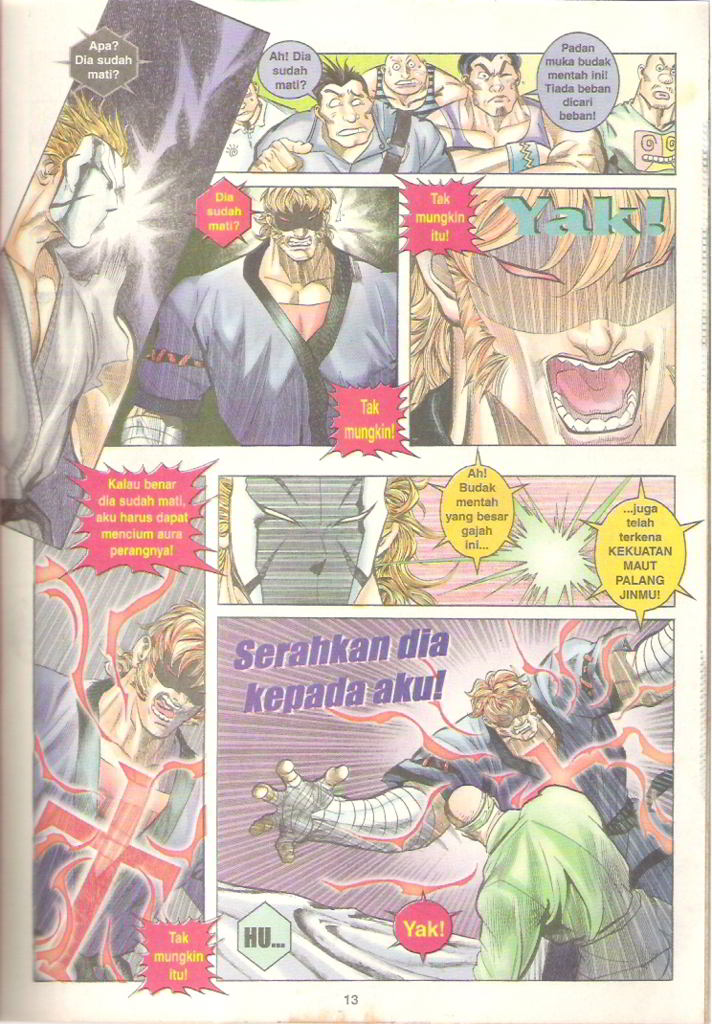 Apa?
Dia sudah
mati?
Ah! Dia
sudah
mati?
Padan
muka budak
mentah ini!
Tiada beban
dicari
beban!
Dia
sudah
mati?
Tak
mungkin!
Tak
mungkin
itu!
Yak!
Kalau benar
dia sudah mati,
aku harus dapat
mencium aura
perangnya!
Ah!
Budak
mentah
yang besar
gajah
ini...
...juga
telah
terkena
KEKUATAN
MAUT
PALANG
JINMU!
Tak
mungkin
itu!
Serahkan dia
kepada aku!
HU...
Yak!
13